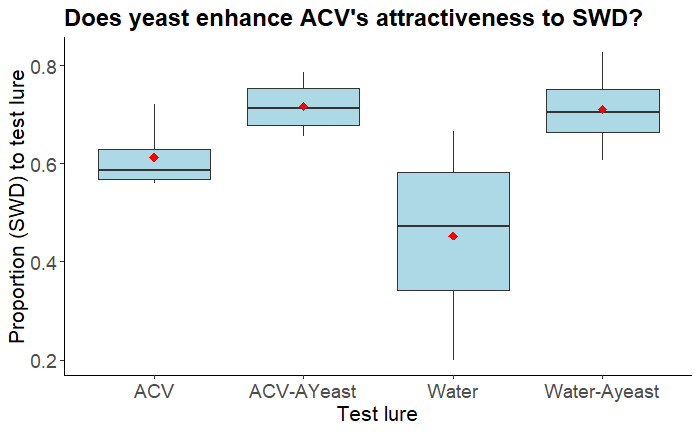 Does yeast enhance ACV's attractiveness to SWD?
Proportion (SWD) to test lure
0.8
0.6
0.4
0.2
ACV
ACV-AYeast
Water
Water-Ayeast
Test lure